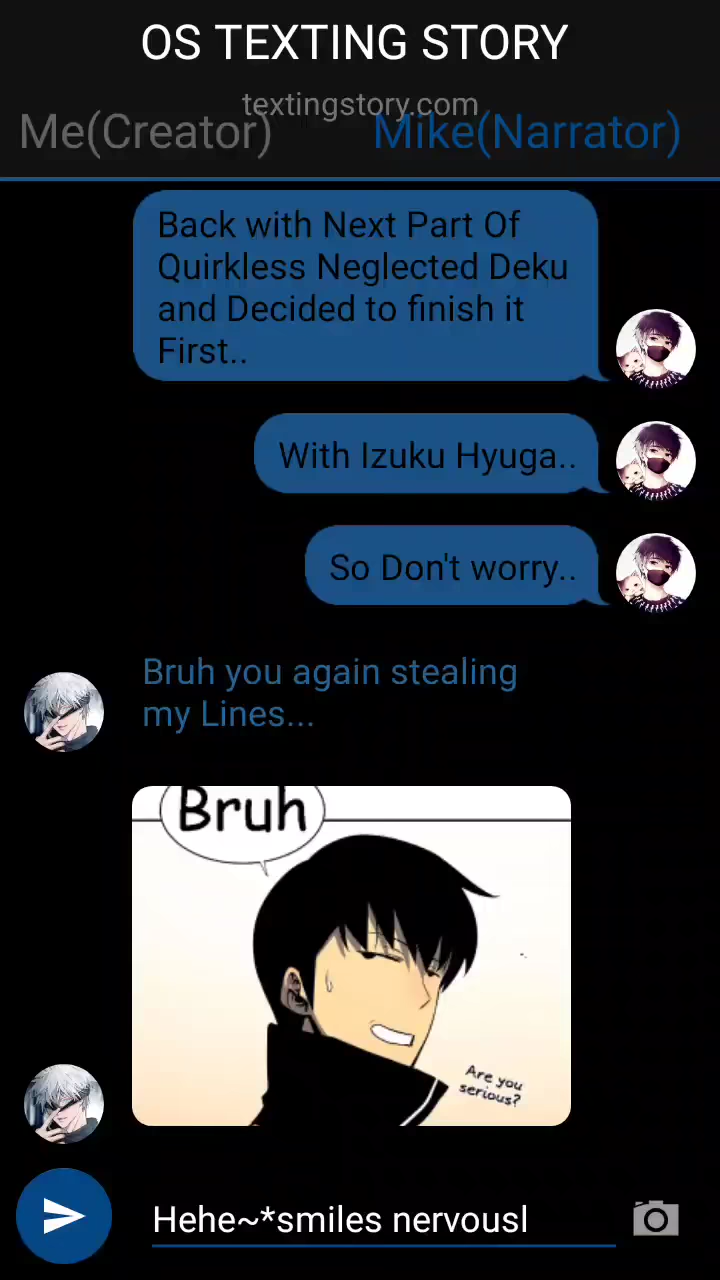 OS TEXTING STORY
textingstory.com
Me(Creator) Mike(Narrator)
Back with Next Part Of
Quirkless Neglected Deku
and Decided to finish it
First..
With Izuku Hyuga..
So Don't worry..
Bruh you again stealing
my Lines...
Bruh
Are you
serious?
Hehe~*smiles nervousl